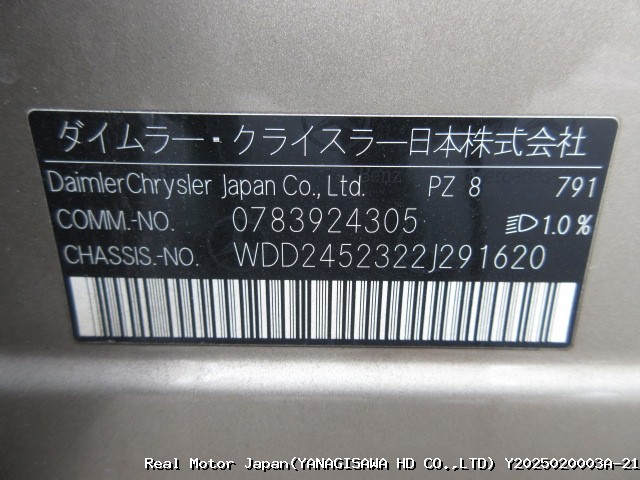 ダイムラー・クライスラー日本株式会社
DaimlerChrysler Japan Co., Ltd. PZ 8 791
COMM.-NO. 0783924305 1.0%
CHASSIS.-NO. WDD2452322J291620
Real Motor Japan(YANAGISAWA HD CO.,LTD) Y2025020003A-21